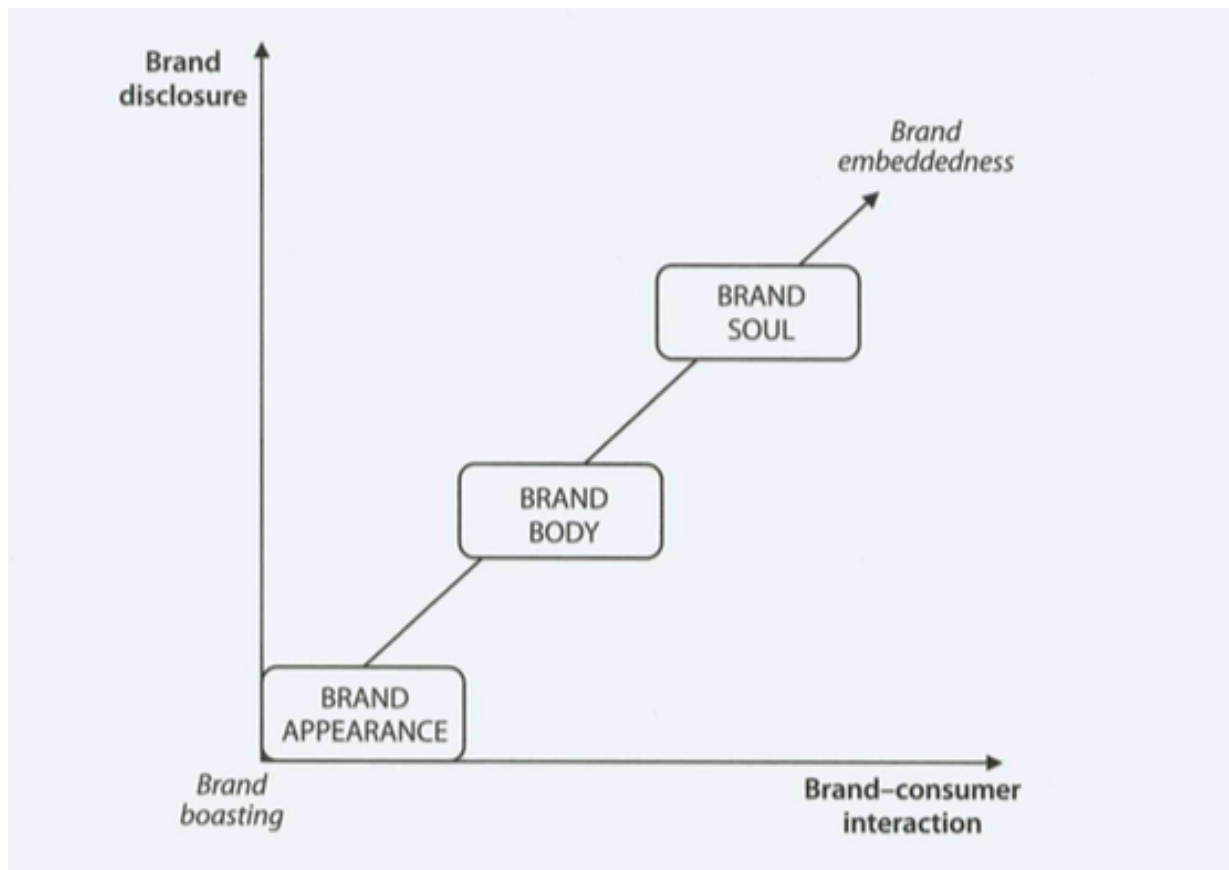 Brand
disclosure
Brand
embeddedness
BRAND
SOUL
BRAND
BODY
BRAND
APPEARANCE
Brand
boasting
Brand–consumer
interaction